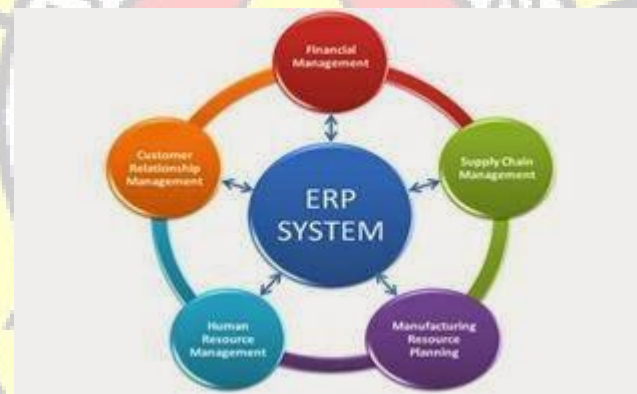 Financial
Management
Customer
Relationship
Management
Supply Chain
Management
ERP
SYSTEM
Human
Resource
Management
Manufacturing
Resource
Planning